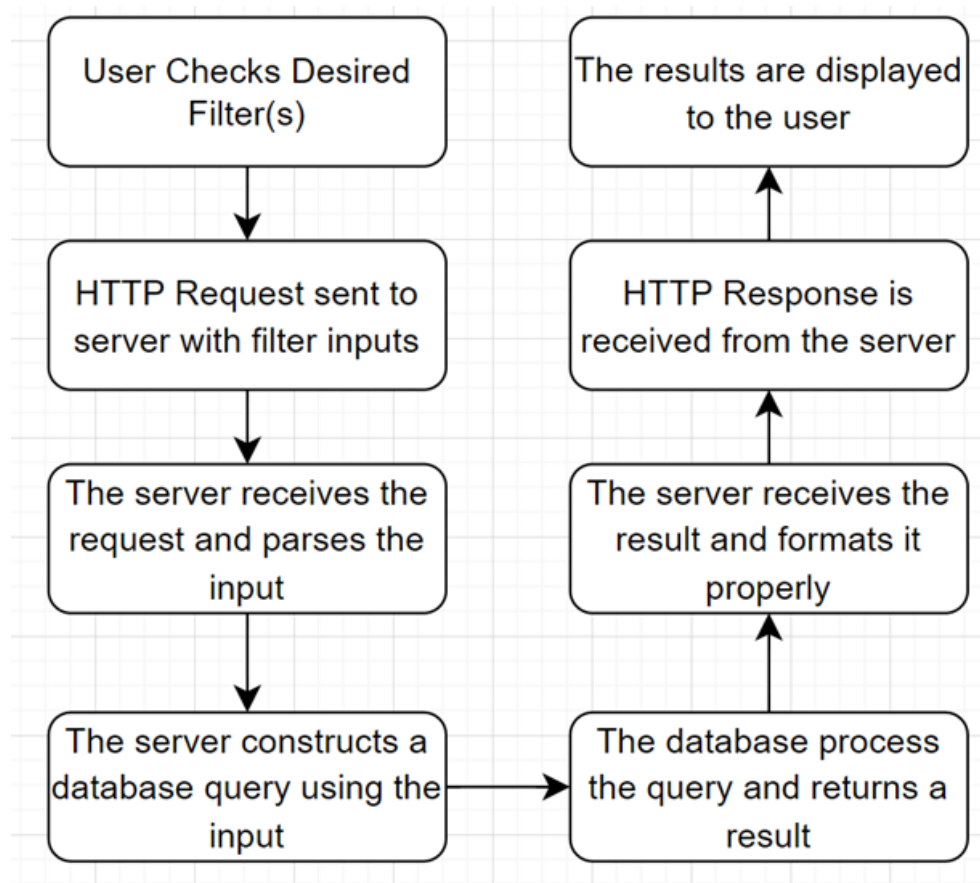 User Checks Desired
Filter(s)
HTTP Request sent to
server with filter inputs
The server receives the
request and parses the
input
The server constructs a
database query using the
input
The database process
the query and returns a
result
The server receives the
result and formats it
properly
HTTP Response is
received from the server
The results are displayed
to the user